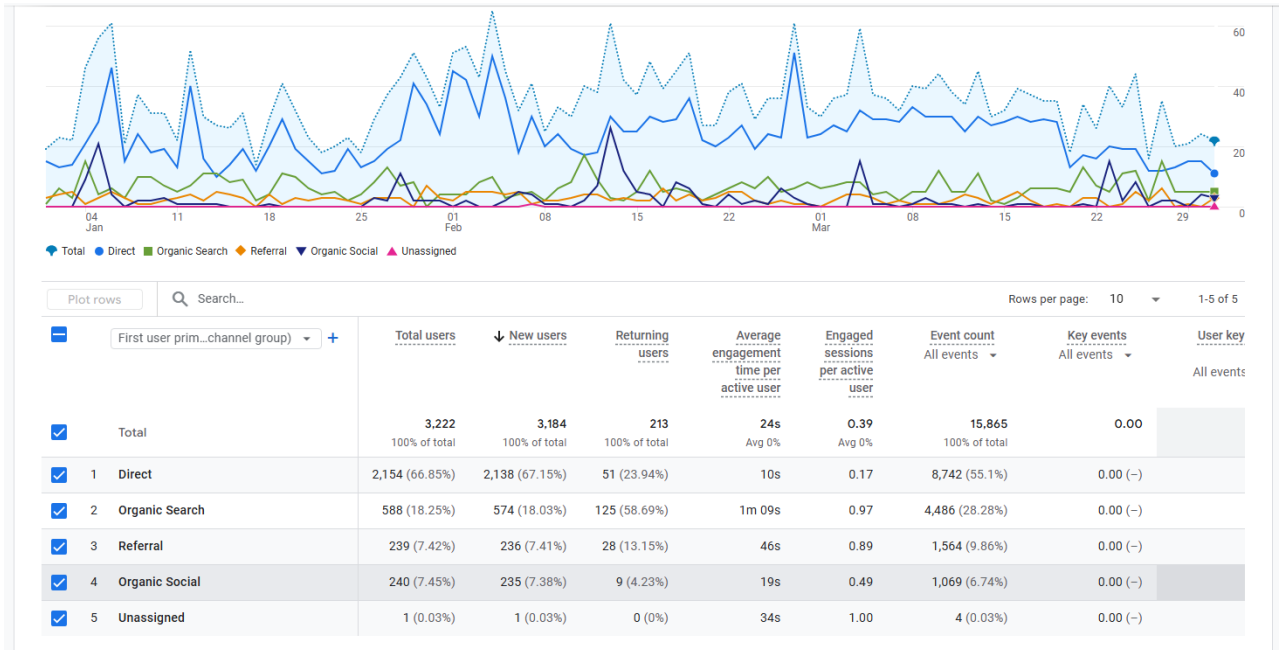 60
40
20
0
04 11 18 25 01 08 15 22 01 08 15 22 29
Jan Feb Mar
Total Direct Organic Search Referral Organic Social Unassigned
Plot rows Search... Rows per page: 10 1-5 of 5
First user prim...channel group) + Total users New users Returning users Average engagement time per active user Engaged sessions per active user Event count All events Key events All events User key All events
Total 3,222 3,184 213 24s 0.39 15,865 0.00
100% of total 100% of total 100% of total Avg 0% Avg 0% 100% of total
1 Direct 2,154 (66.85%) 2,138 (67.15%) 51 (23.94%) 10s 0.17 8,742 (55.1%) 0.00 (–)
2 Organic Search 588 (18.25%) 574 (18.03%) 125 (58.69%) 1m 09s 0.97 4,486 (28.28%) 0.00 (–)
3 Referral 239 (7.42%) 236 (7.41%) 28 (13.15%) 46s 0.89 1,564 (9.86%) 0.00 (–)
4 Organic Social 240 (7.45%) 235 (7.38%) 9 (4.23%) 19s 0.49 1,069 (6.74%) 0.00 (–)
5 Unassigned 1 (0.03%) 1 (0.03%) 0 (0%) 34s 1.00 4 (0.03%) 0.00 (–)